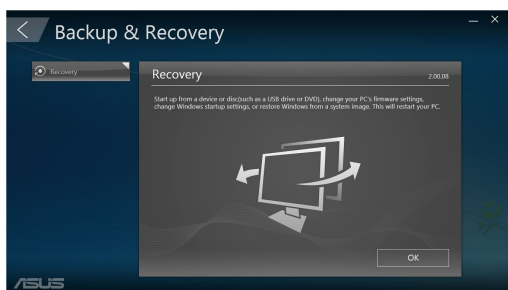 Backup & Recovery
Recovery
Recovery
2.00.08
Start up from a device or disc(such as a USB drive or DVD), change your PC's firmware settings,
change Windows startup settings, or restore Windows from a system image. This will restart your PC.
OK
ASUS